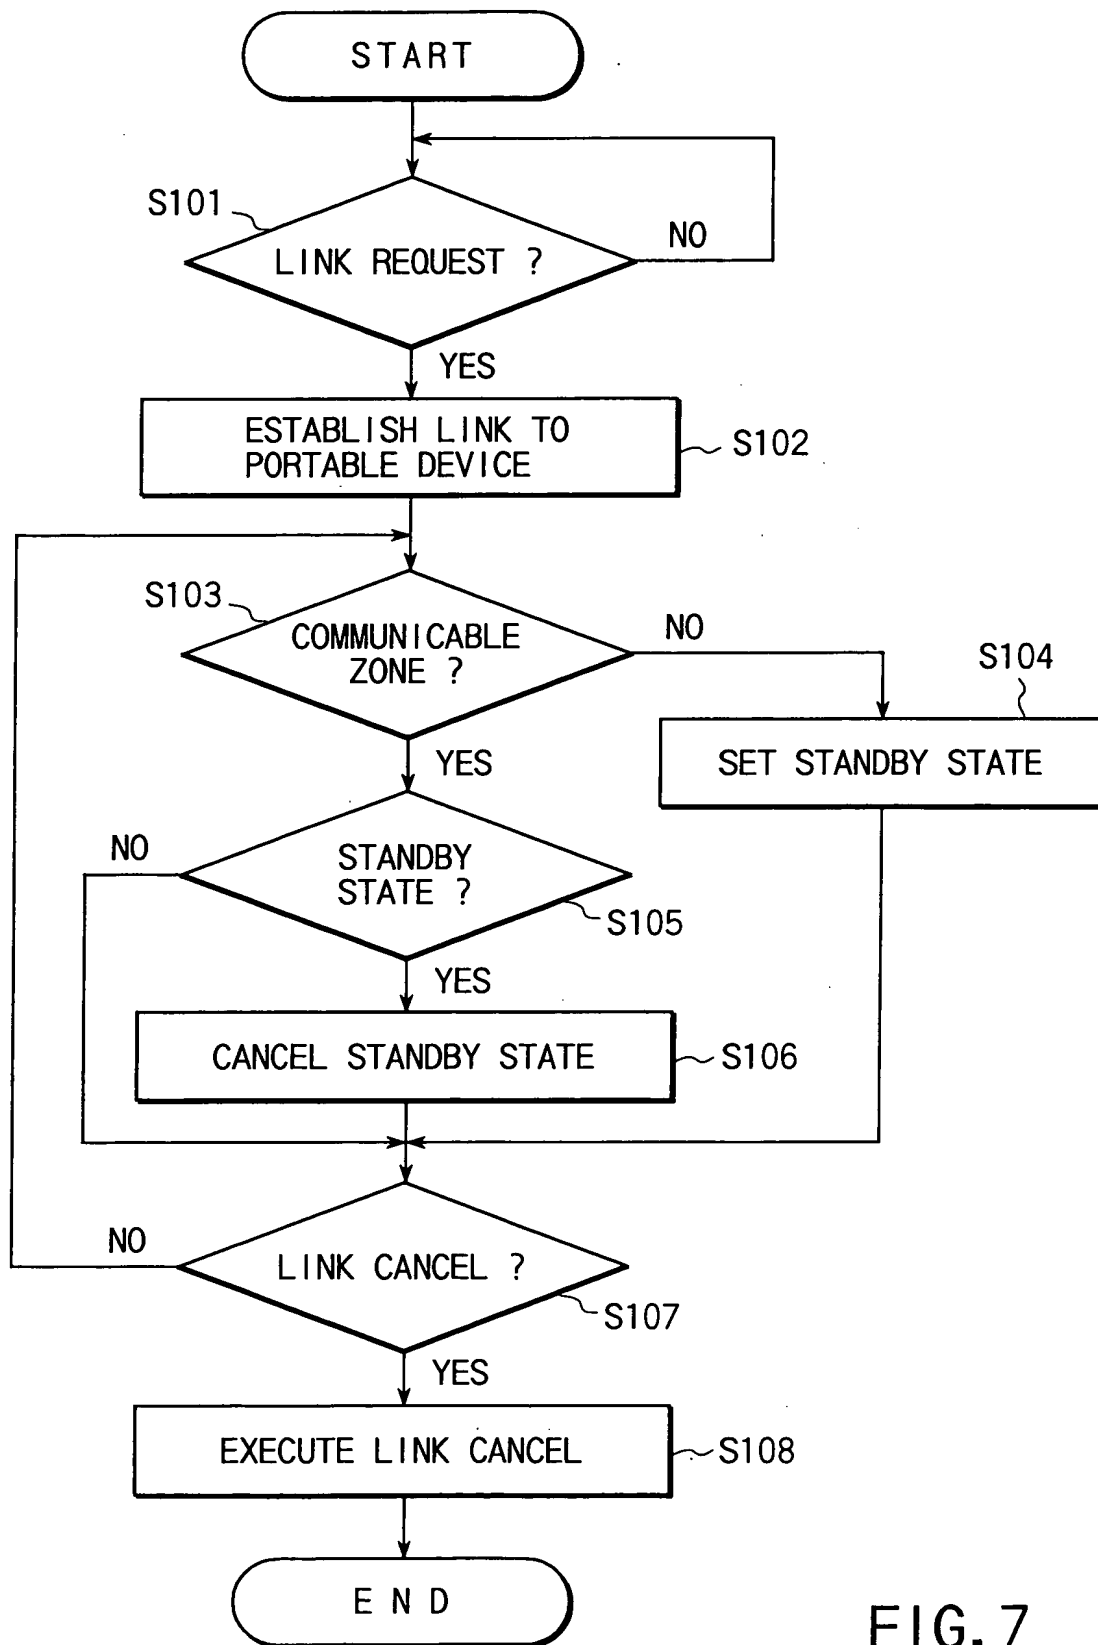 START
S101
LINK REQUEST ?
NO
YES
ESTABLISH LINK TO
PORTABLE DEVICE
S102
S103
COMMUNICABLE
ZONE ?
NO
S104
YES
SET STANDBY STATE
NO
STANDBY
STATE ?
S105
YES
CANCEL STANDBY STATE
S106
NO
LINK CANCEL ?
S107
YES
EXECUTE LINK CANCEL
S108
END
FIG. 7